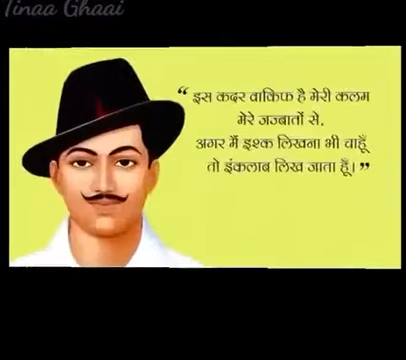 Tinaa Ghaai
“ इस कदर वाकिफ है मेरी कलम
मेरे जज्बातों से,
अगर मैं इश्क लिखना भी चाहूँ
तो इंकलाब लिख जाता हूँ। ”